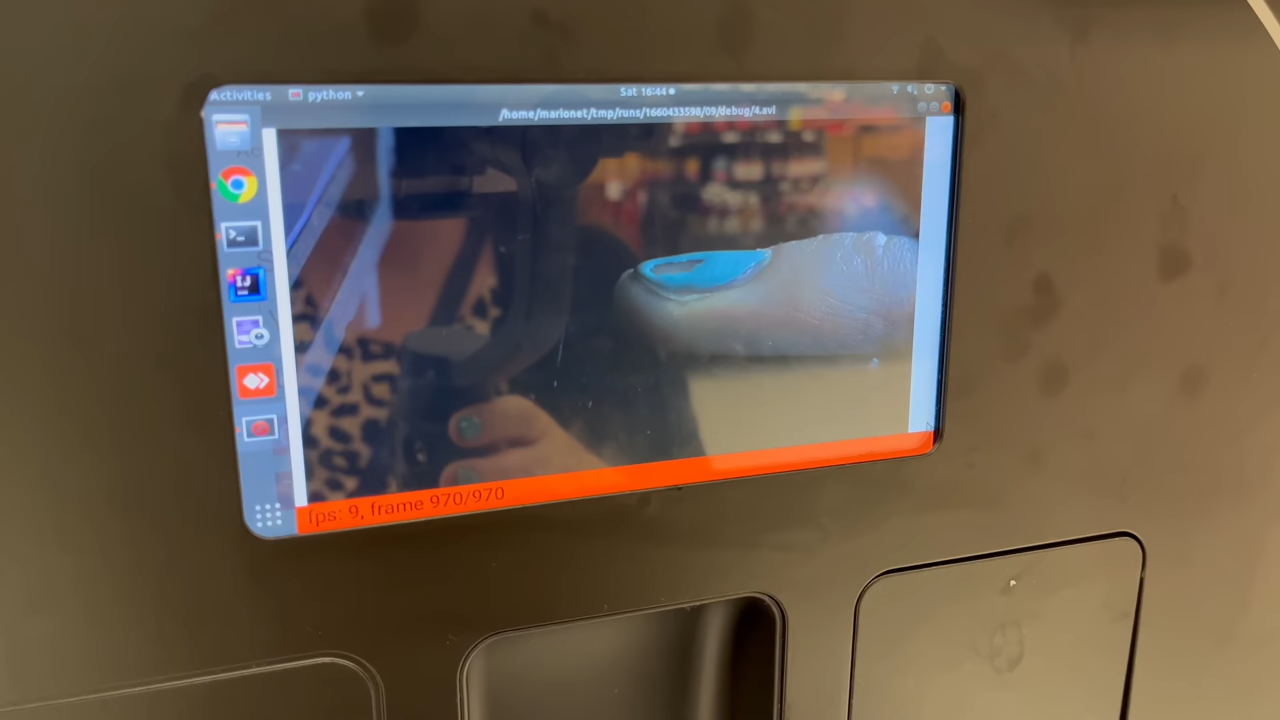 Activities
python
Sat 16:44
/home/marionet/tmp/runs/1660433598/09/debug/4.avi
>_
IJ
fps: 9, frame 970/970